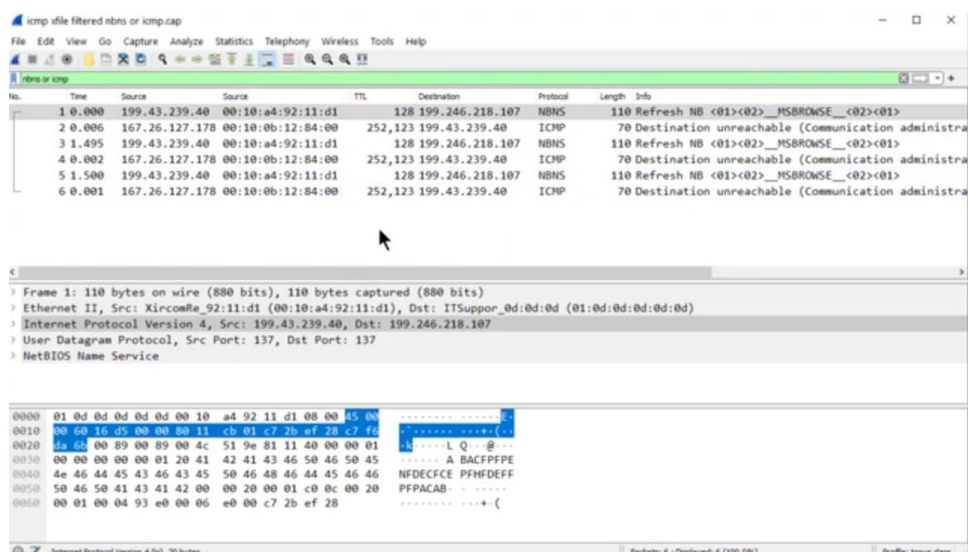 icmp xfile filtered nbns or icmp.cap
File Edit View Go Capture Analyze Statistics Telephony Wireless Tools Help
nbns or icmp
No. Time Source Source TTL Destination Protocol Length Info
1 0.000 199.43.239.40 00:10:a4:92:11:d1 128 199.246.218.107 NBNS 110 Refresh NB <01><02>__MSBROWSE__<02><01>
2 0.006 167.26.127.178 00:10:0b:12:84:00 252,123 199.43.239.40 ICMP 70 Destination unreachable (Communication administra
3 1.495 199.43.239.40 00:10:a4:92:11:d1 128 199.246.218.107 NBNS 110 Refresh NB <01><02>__MSBROWSE__<02><01>
4 0.002 167.26.127.178 00:10:0b:12:84:00 252,123 199.43.239.40 ICMP 70 Destination unreachable (Communication administra
5 1.500 199.43.239.40 00:10:a4:92:11:d1 128 199.246.218.107 NBNS 110 Refresh NB <01><02>__MSBROWSE__<02><01>
6 0.001 167.26.127.178 00:10:0b:12:84:00 252,123 199.43.239.40 ICMP 70 Destination unreachable (Communication administra
> Frame 1: 110 bytes on wire (880 bits), 110 bytes captured (880 bits)
> Ethernet II, Src: XircomRe_92:11:d1 (00:10:a4:92:11:d1), Dst: ITSuppor_0d:0d:0d (01:0d:0d:0d:0d:0d)
> Internet Protocol Version 4, Src: 199.43.239.40, Dst: 199.246.218.107
> User Datagram Protocol, Src Port: 137, Dst Port: 137
> NetBIOS Name Service
0000 01 0d 0d 0d 0d 0d 00 10 a4 92 11 d1 08 00 45 00 ········ ······E·
0010 00 60 16 d5 00 00 80 11 cb 01 c7 2b ef 28 c7 f6 ·`······ ···+·(··
0020 da 6b 00 89 00 89 00 4c 51 9e 81 11 40 00 00 01 ·k·····L Q···@···
0030 00 00 00 00 00 01 20 41 42 41 43 46 50 46 50 45 ······ A BACFPFPE
0040 4e 46 44 45 43 46 43 45 50 46 48 46 44 45 46 46 NFDECFCE PFHFDEFF
0050 50 46 50 41 43 41 42 00 00 20 00 01 c0 0c 00 20 PFPACAB· · ·····
0060 00 01 00 04 93 e0 00 06 e0 00 c7 2b ef 28 ········ ···+·(